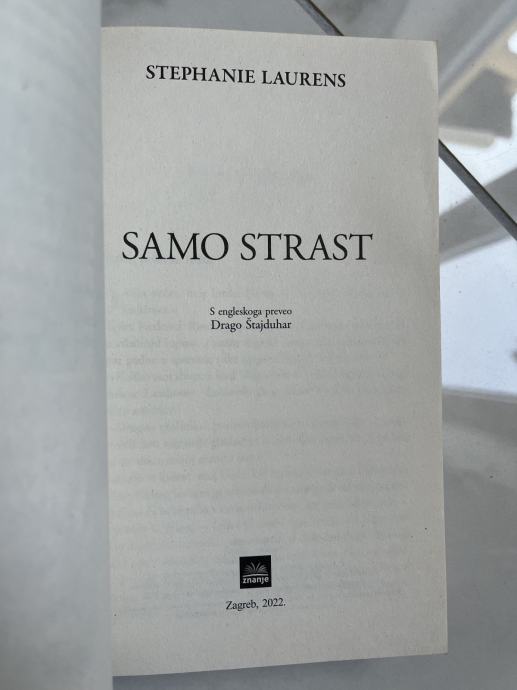 STEPHANIE LAURENS
SAMO STRAST
S engleskoga preveo
Drago Štajduhar
znanje
Zagreb, 2022.